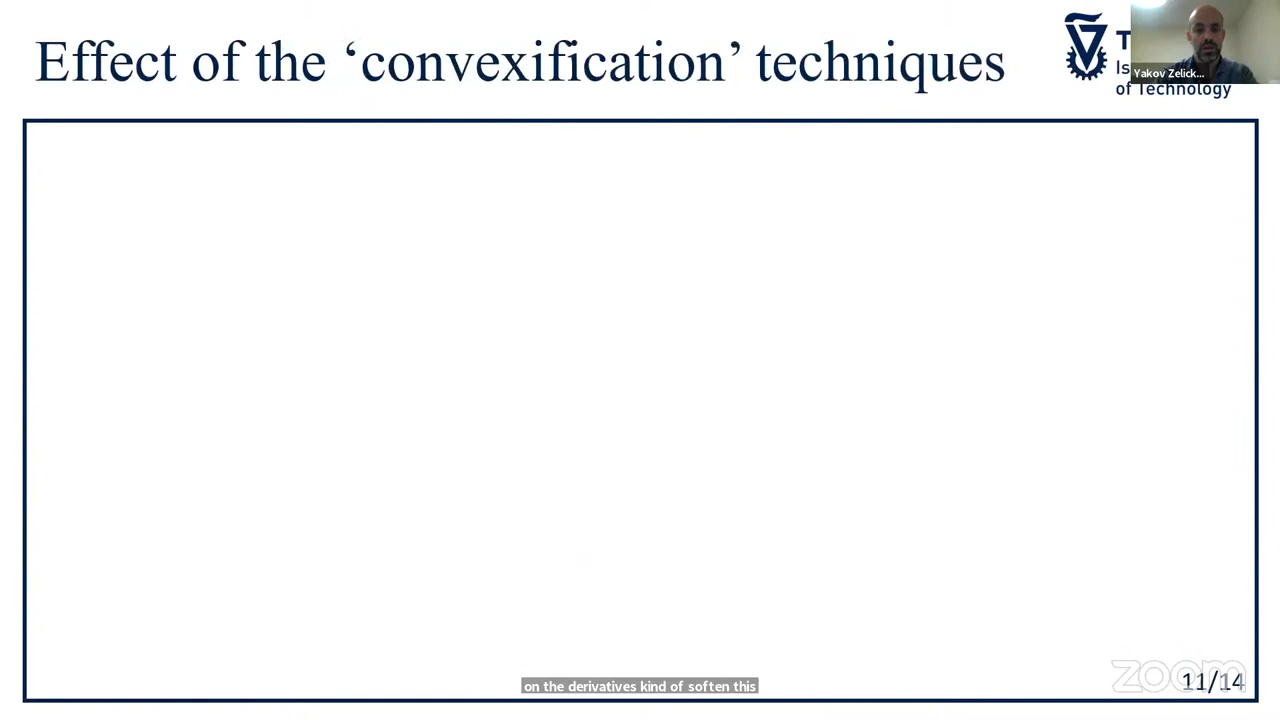 Effect of the ‘convexification’ techniques
T
Is
of Technology
Yakov Zelick...
on the derivatives kind of soften this
zoom
11/14